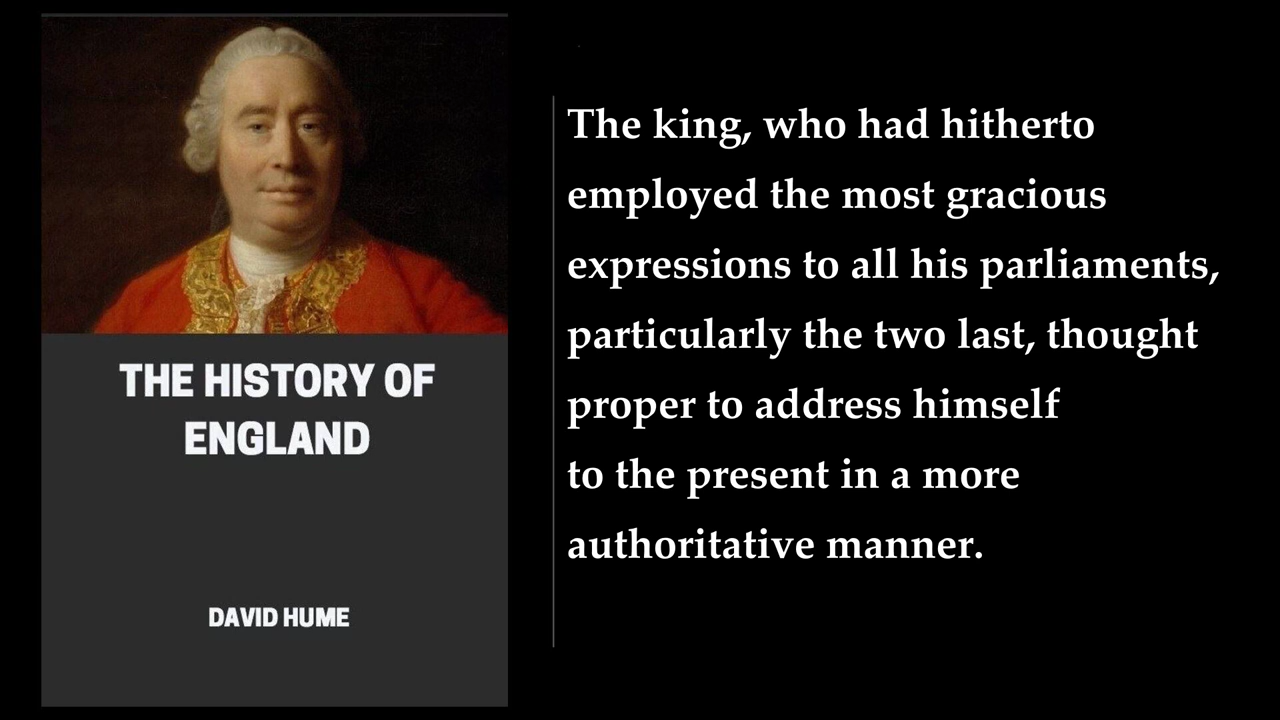 THE HISTORY OF
ENGLAND
DAVID HUME
The king, who had hitherto
employed the most gracious
expressions to all his parliaments,
particularly the two last, thought
proper to address himself
to the present in a more
authoritative manner.